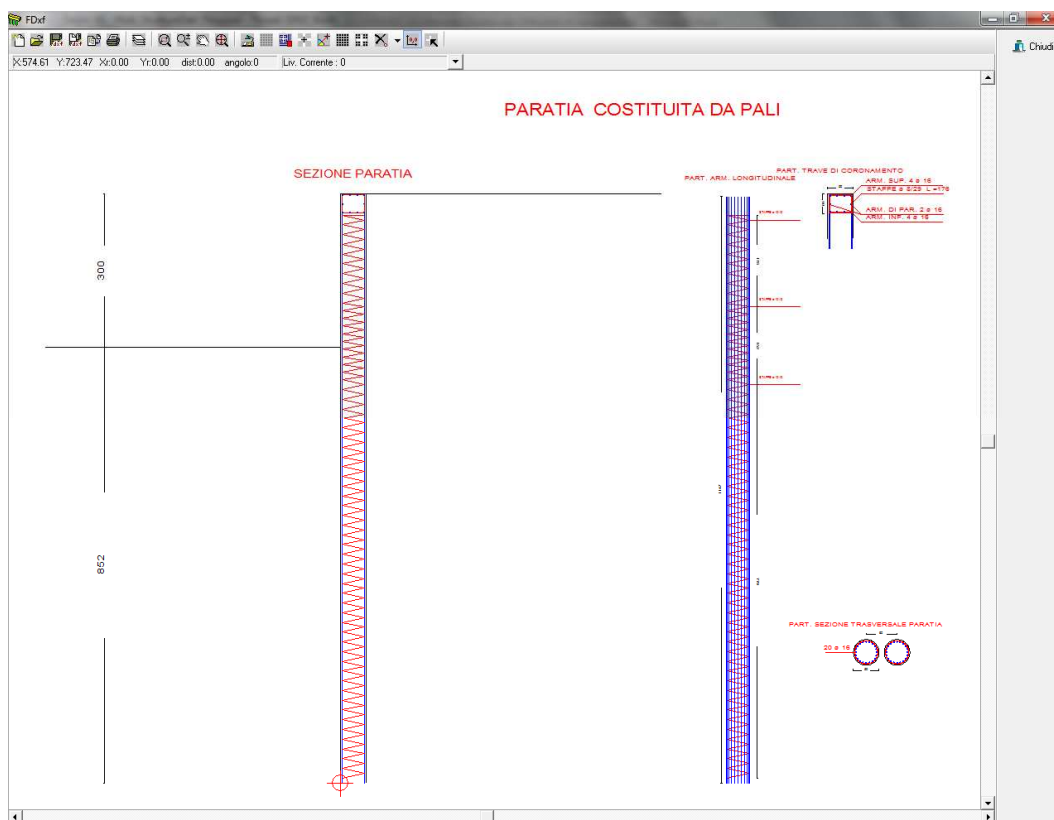 FDxf
Chiudi
X:574.61 Y:723.47 Xr:0.00 Yr:0.00 dist:0.00 angolo:0 Liv. Corrente : 0
PARATIA COSTITUITA DA PALI
SEZIONE PARATIA
PART. TRAVE DI CORONAMENTO
PART. ARM. LONGITUDINALE
ARM. SUP. 4 ø 16
STAFFE ø 8/25 L =176
ARM. DI PAR. 2 ø 16
ARM. INF. 4 ø 16
300
852
PART. SEZIONE TRASVERSALE PARATIA
20 ø 16